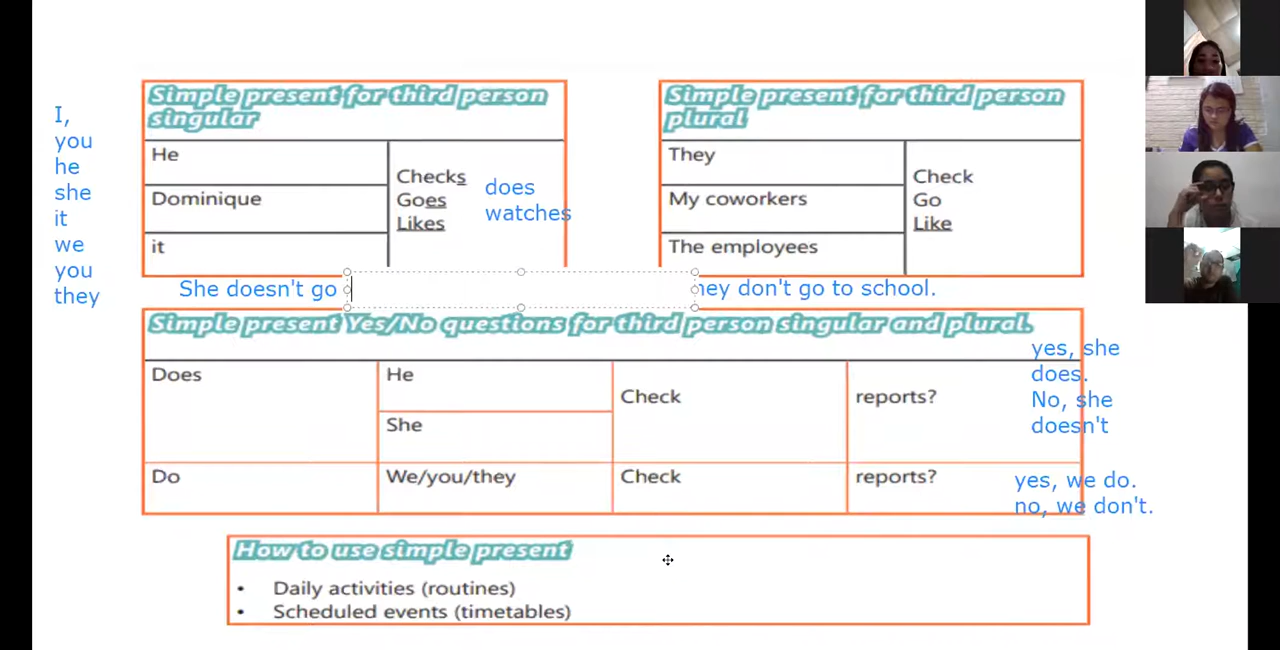 I,
you
he
she
it
we
you
they
Simple present for third person
singular
He
Dominique
it
Checks
Goes
Likes
does
watches
Simple present for third person
plural
They
My coworkers
The employees
Check
Go
Like
She doesn't go
hey don't go to school.
Simple present Yes/No questions for third person singular and plural.
Does
He
She
Check
reports?
yes, she
does.
No, she
doesn't
Do
We/you/they
Check
reports?
yes, we do.
no, we don't.
How to use simple present
• Daily activities (routines)
• Scheduled events (timetables)